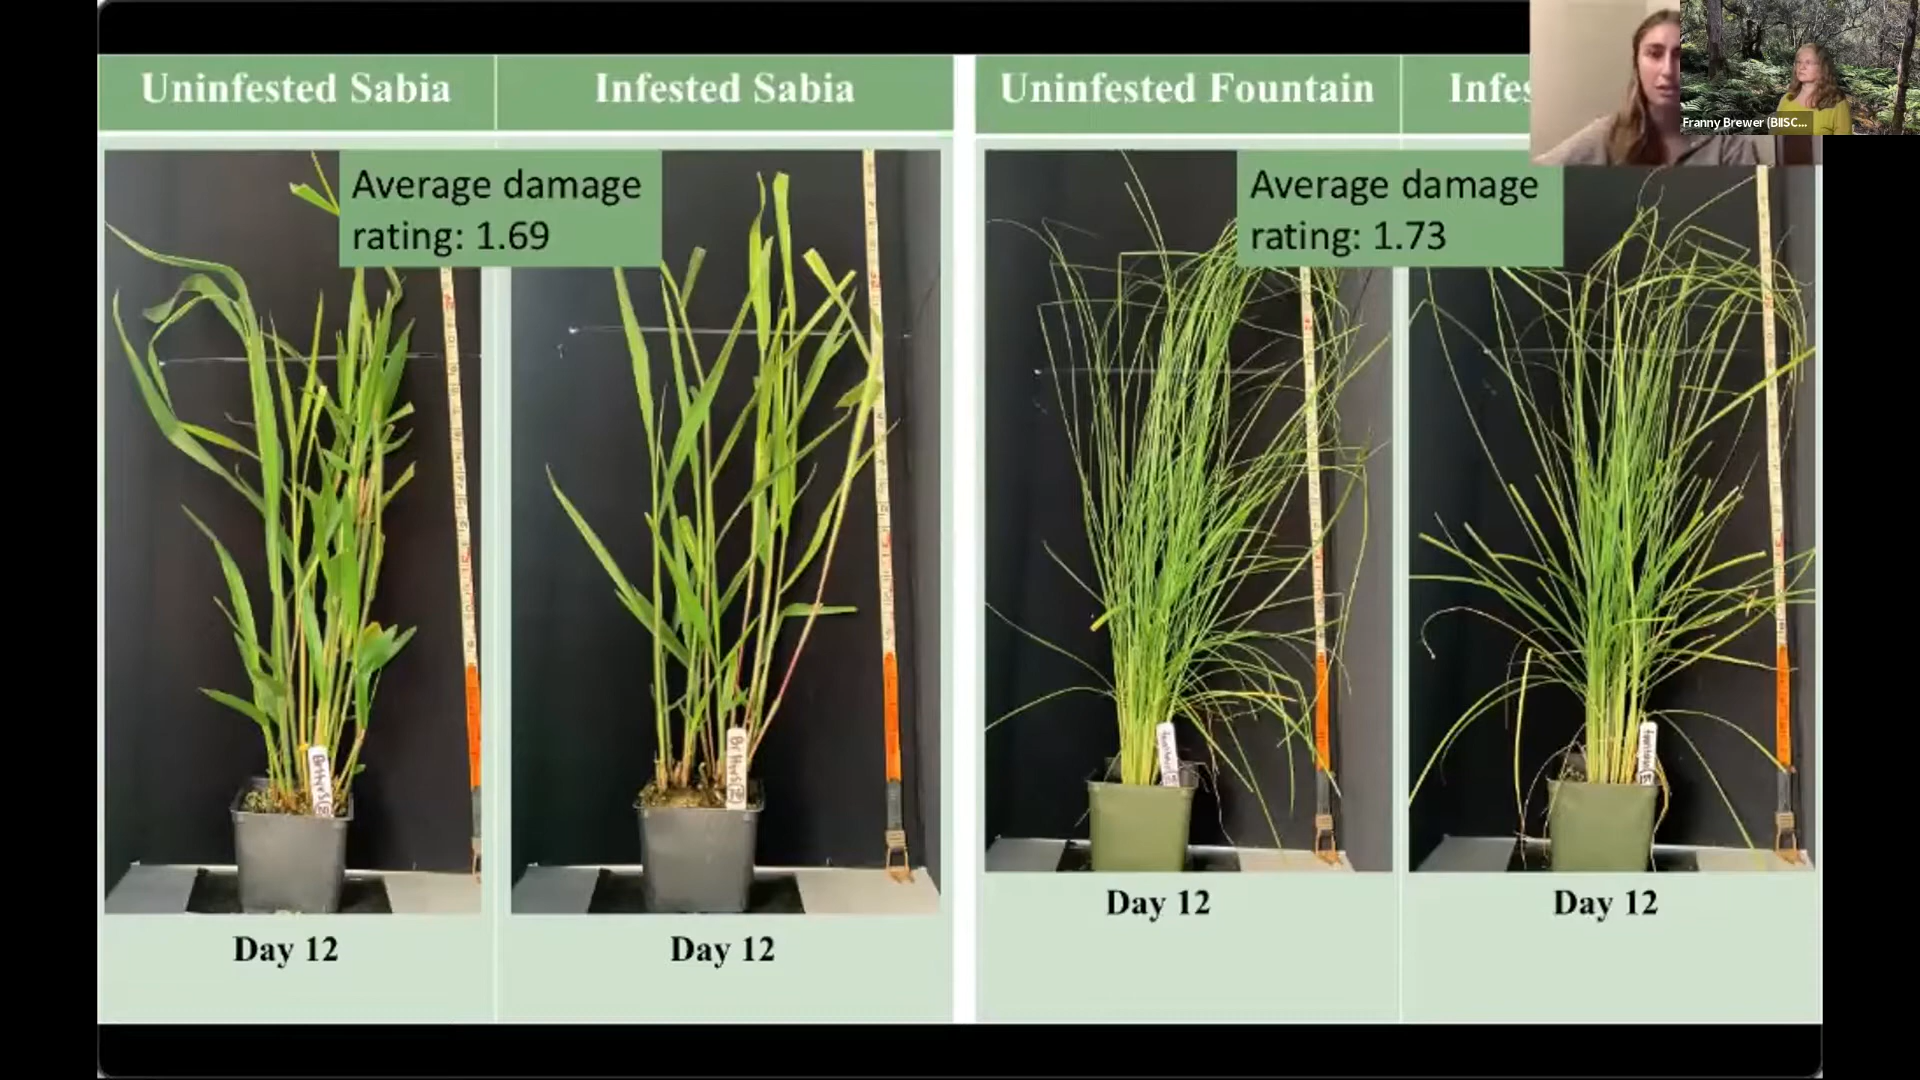 Uninfested Sabia
Infested Sabia
Uninfested Fountain
Infes
Franny Brewer (BIISC...
Average damage
rating: 1.69
Average damage
rating: 1.73
Day 12
Day 12
Day 12
Day 12